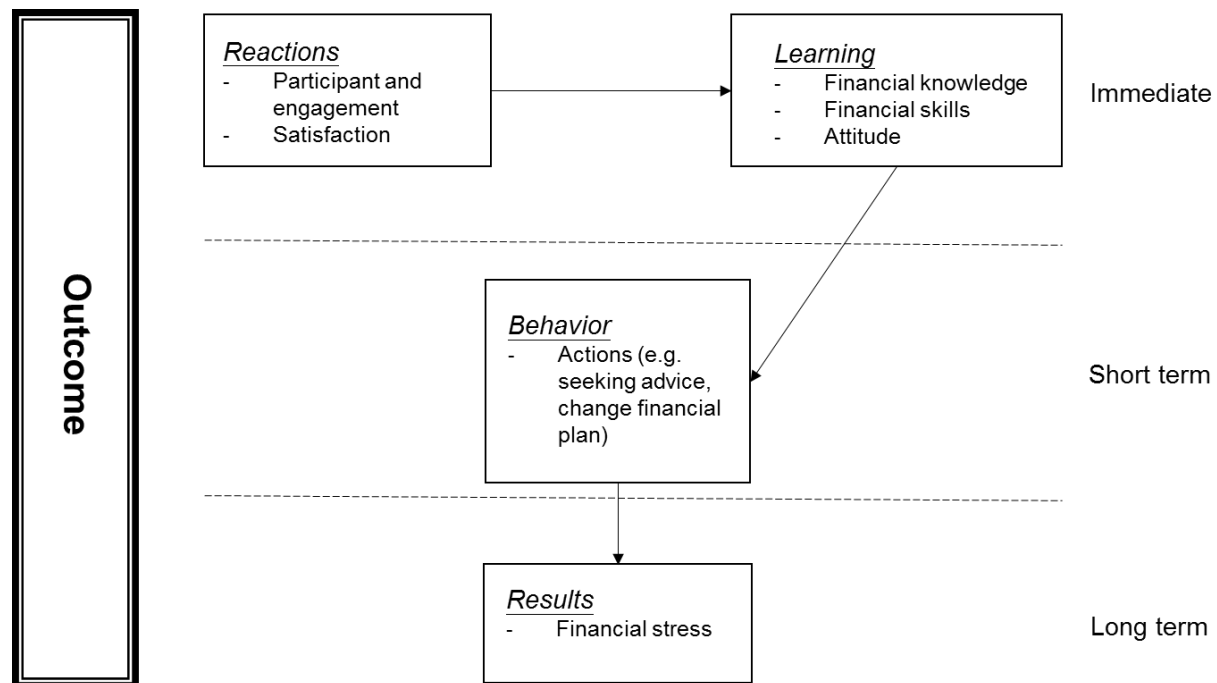 Outcome
Reactions
- Participant and
engagement
- Satisfaction
Learning
- Financial knowledge
- Financial skills
- Attitude
Immediate
Behavior
- Actions (e.g.
seeking advice,
change financial
plan)
Short term
Results
- Financial stress
Long term